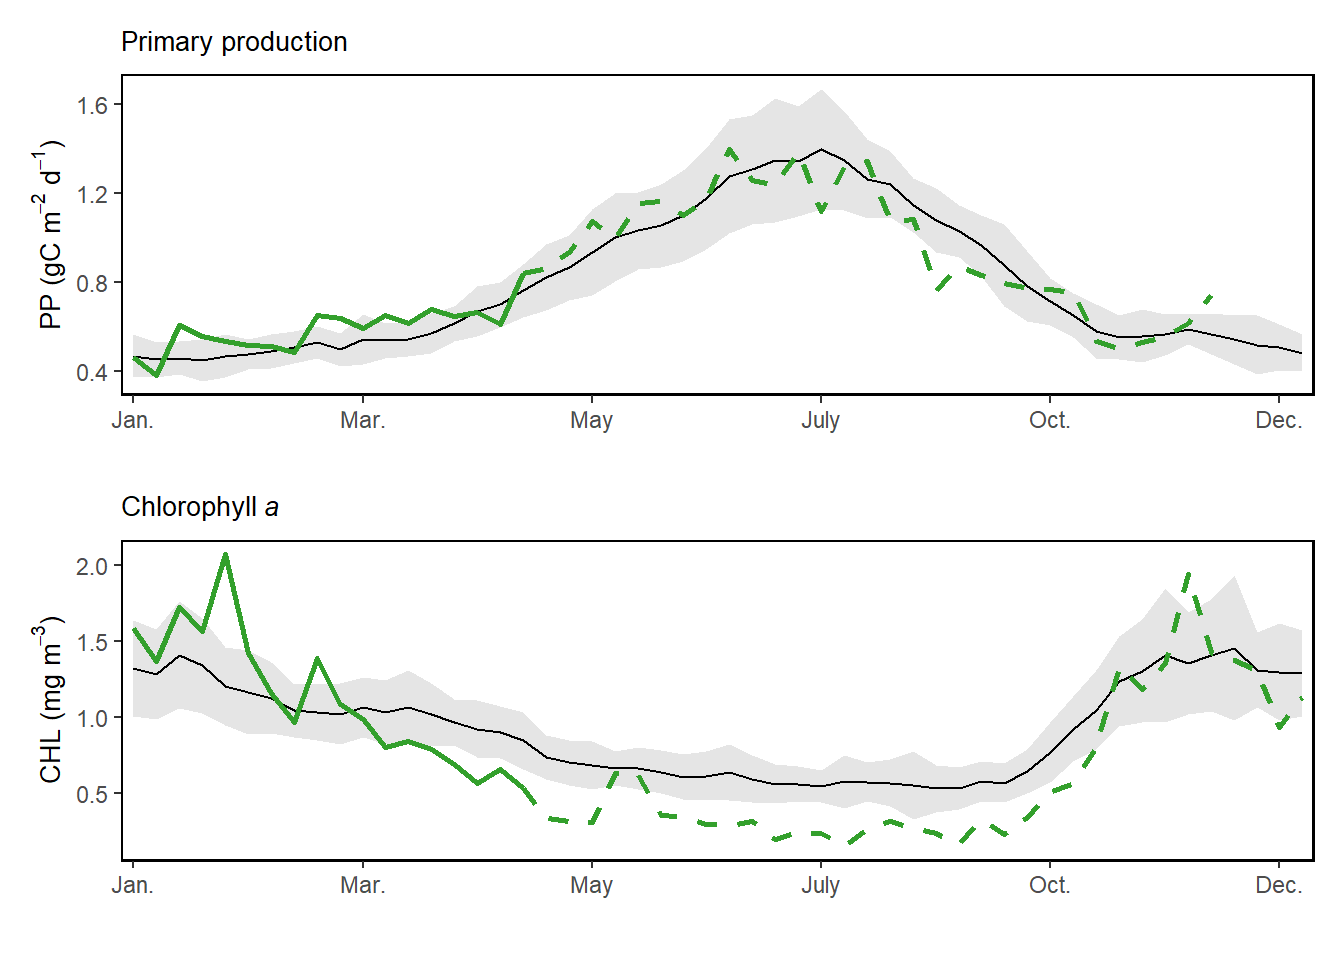 Primary production
PP (gC m⁻² d⁻¹)
1.6
1.2
0.8
0.4
Jan. Mar. May July Oct. Dec.
Chlorophyll a
CHL (mg m⁻³)
2.0
1.5
1.0
0.5
Jan. Mar. May July Oct. Dec.